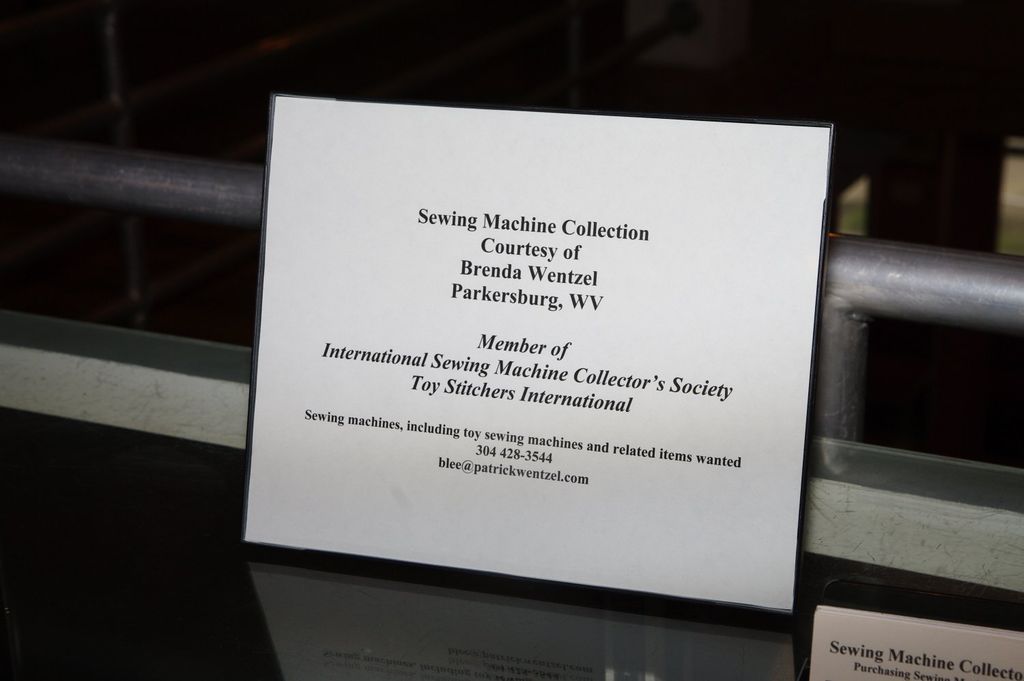 Sewing Machine Collection
Courtesy of
Brenda Wentzel
Parkersburg, WV
Member of
International Sewing Machine Collector's Society
Toy Stitchers International
Sewing machines, including toy sewing machines and related items wanted
304 428-3544
blee@patrickwentzel.com
Sewing Machine Collecto
Purchasing Sewing M